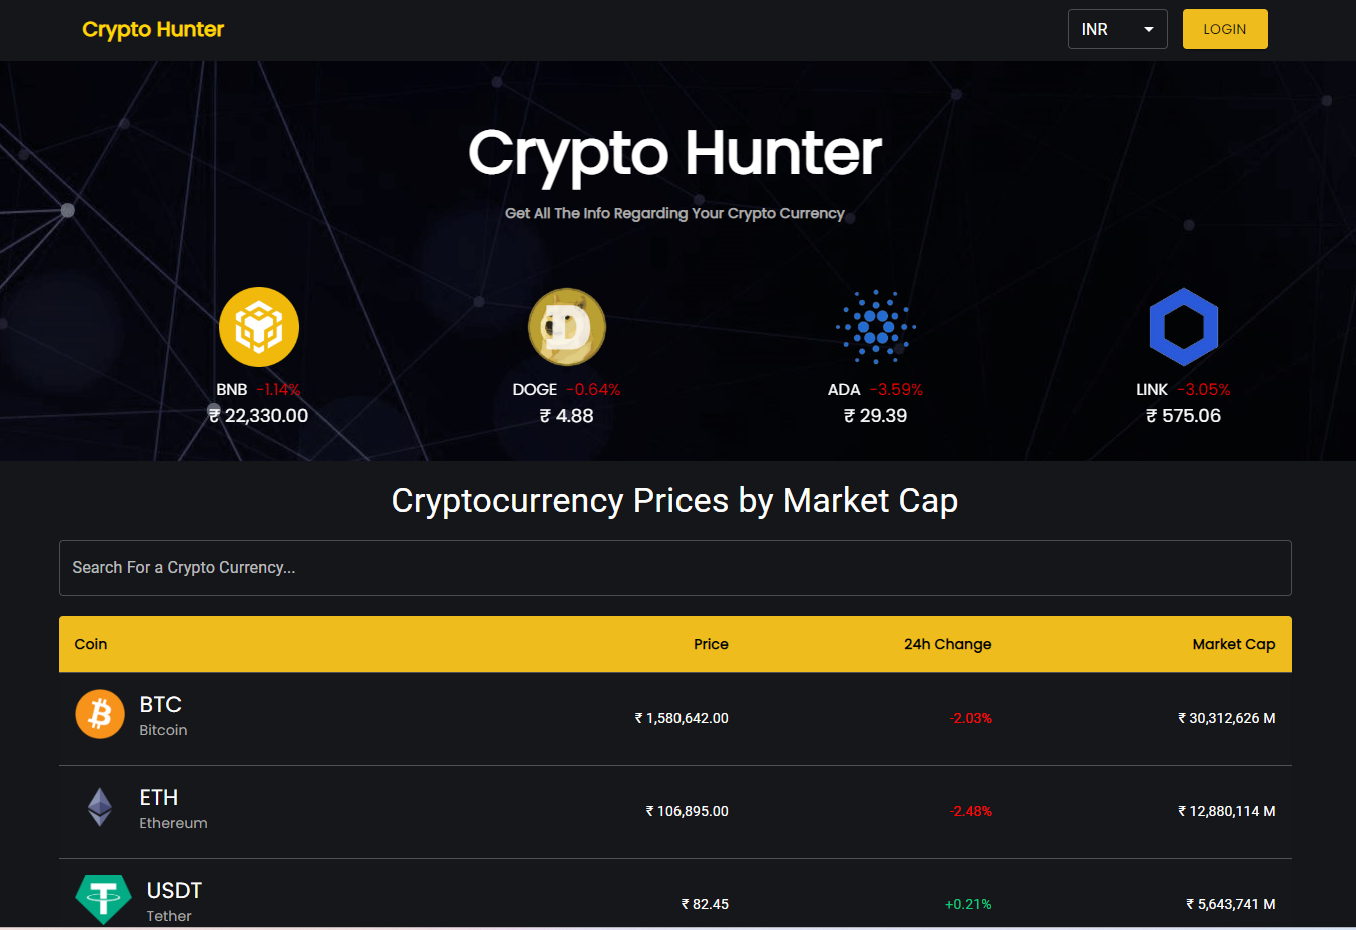 Crypto Hunter
INR
LOGIN
Crypto Hunter
Get All The Info Regarding Your Crypto Currency
BNB -1.14%
₹ 22,330.00
DOGE -0.64%
₹ 4.88
ADA -3.59%
₹ 29.39
LINK -3.05%
₹ 575.06
Cryptocurrency Prices by Market Cap
Search For a Crypto Currency...
Coin Price 24h Change Market Cap
BTC
Bitcoin
₹ 1,580,642.00 -2.03% ₹ 30,312,626 M
ETH
Ethereum
₹ 106,895.00 -2.48% ₹ 12,880,114 M
USDT
Tether
₹ 82.45 +0.21% ₹ 5,643,741 M